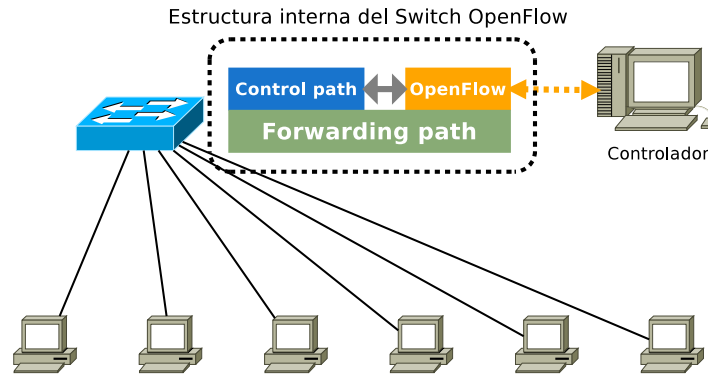 Estructura interna del Switch OpenFlow
Control path
OpenFlow
Forwarding path
Controlador